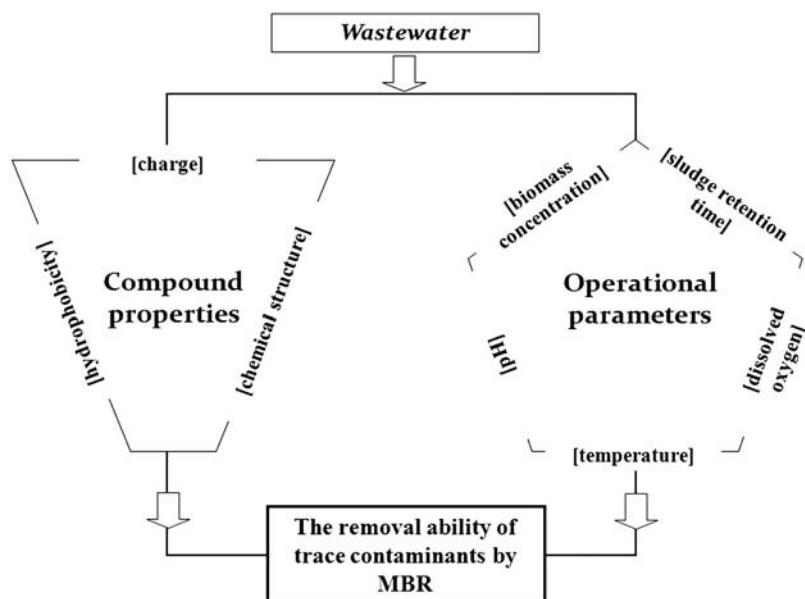 Wastewater
[charge]
[hydrophobicity]
[chemical structure]
Compound
properties
[biomass
concentration]
[sludge retention
time]
[pH]
Operational
parameters
[dissolved
oxygen]
[temperature]
The removal ability of
trace contaminants by
MBR